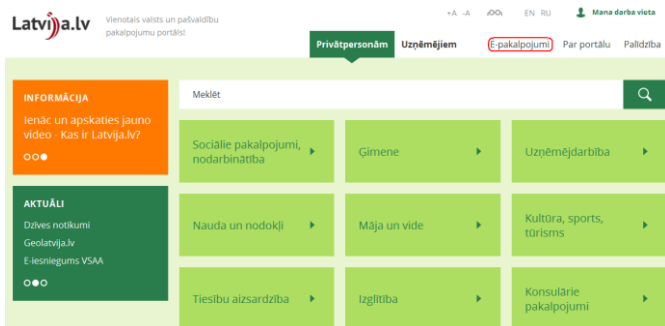 Latvija.lv
Vienotais valsts un pašvaldību
pakalpojumu portāls!
+A -A
EN RU
Mana darba vieta
Privātpersonām
Uzņēmējiem
E-pakalpojumi
Par portālu
Palīdzība
INFORMĀCIJA
Ienāc un apskaties jauno
video - Kas ir Latvija.lv?
AKTUĀLI
Dzīves notikumi
Geolatvija.lv
E-iesniegums VSAA
Meklēt
Sociālie pakalpojumi,
nodarbinātība
Ģimene
Uzņēmējdarbība
Nauda un nodokļi
Māja un vide
Kultūra, sports,
tūrisms
Tiesību aizsardzība
Izglītība
Konsulārie
pakalpojumi